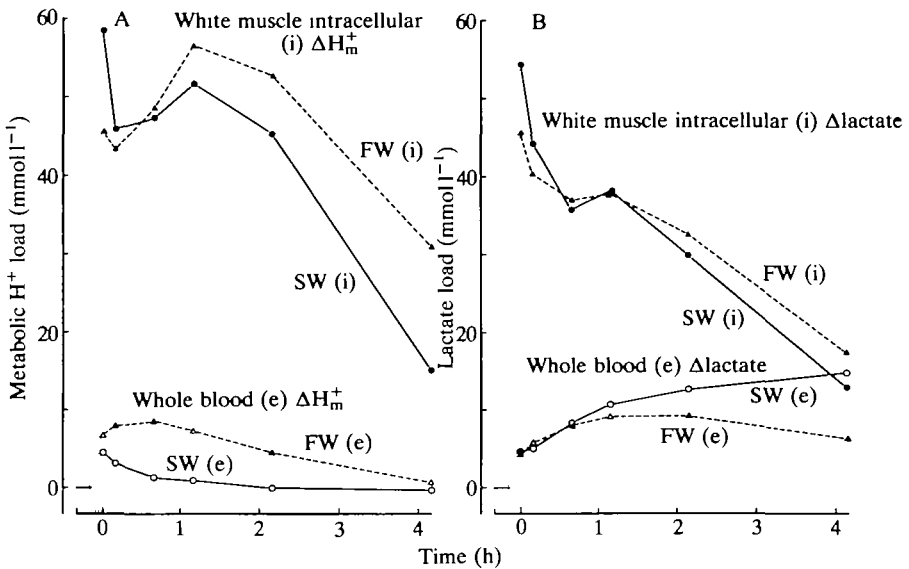 A
White muscle intracellular
(i) ΔH⁺ₘ
FW (i)
SW (i)
Whole blood (e) ΔH⁺ₘ
FW (e)
SW (e)
Metabolic H⁺ load (mmol l⁻¹)
60
40
20
0
0
1
2
3
4
B
White muscle intracellular (i) Δlactate
FW (i)
SW (i)
Whole blood (e) Δlactate
SW (e)
FW (e)
Lactate load (mmol l⁻¹)
60
40
20
0
0
1
2
3
4
Time (h)